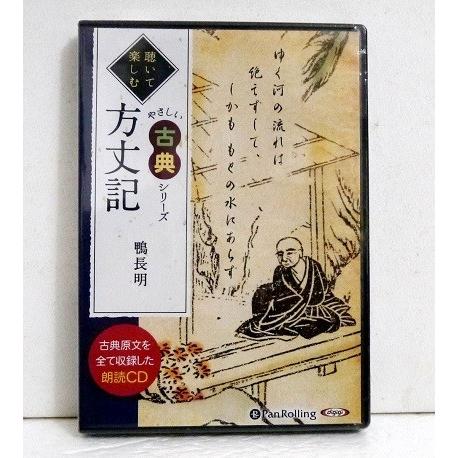 聴いて
楽しむ
やさしい
古典
シリーズ
方丈記
鴨長明
古典原文を
全て収録した
朗読CD
ゆく河の流れは
絶えずして、
しかももとの水にあらず
PanRolling
digigi